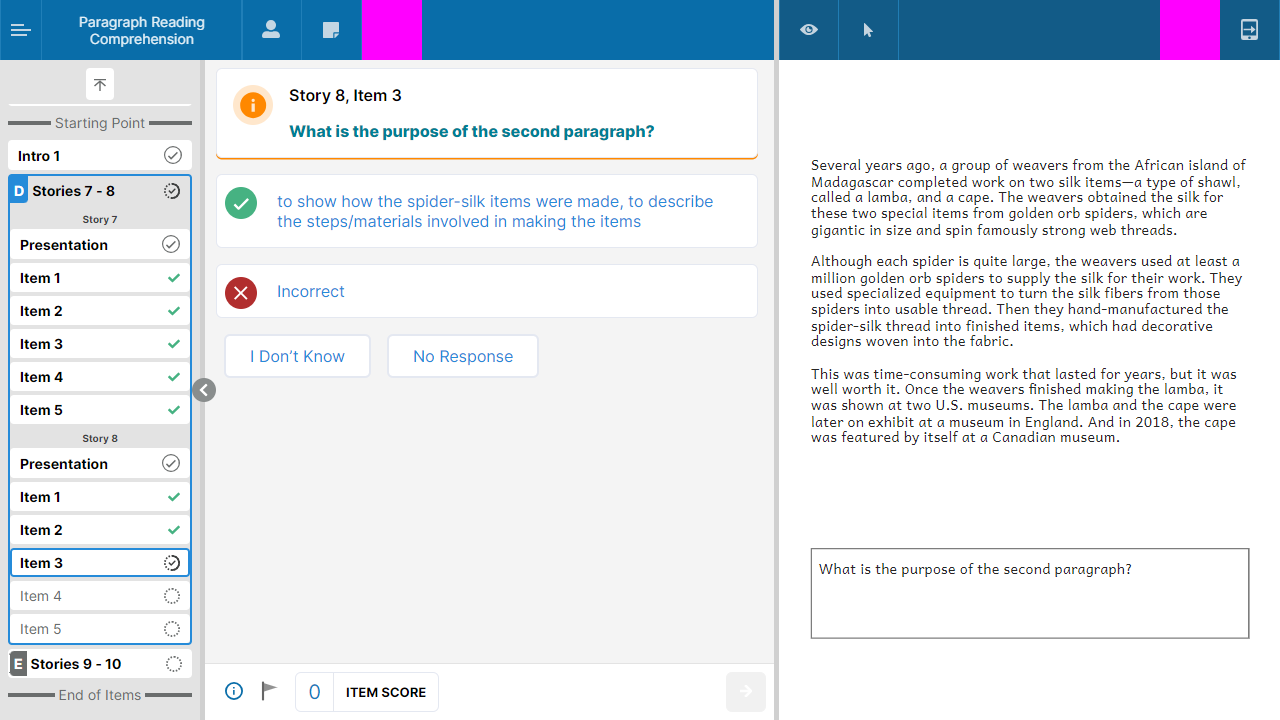 Paragraph Reading
Comprehension
Starting Point
Intro 1
D Stories 7 - 8
Story 7
Presentation
Item 1
Item 2
Item 3
Item 4
Item 5
Story 8
Presentation
Item 1
Item 2
Item 3
Item 4
Item 5
E Stories 9 - 10
End of Items
Story 8, Item 3
What is the purpose of the second paragraph?
to show how the spider-silk items were made, to describe
the steps/materials involved in making the items
Incorrect
I Don't Know
No Response
0 ITEM SCORE
Several years ago, a group of weavers from the African island of
Madagascar completed work on two silk items—a type of shawl,
called a lamba, and a cape. The weavers obtained the silk for
these two special items from golden orb spiders, which are
gigantic in size and spin famously strong web threads.
Although each spider is quite large, the weavers used at least a
million golden orb spiders to supply the silk for their work. They
used specialized equipment to turn the silk fibers from those
spiders into usable thread. Then they hand-manufactured the
spider-silk thread into finished items, which had decorative
designs woven into the fabric.
This was time-consuming work that lasted for years, but it was
well worth it. Once the weavers finished making the lamba, it
was shown at two U.S. museums. The lamba and the cape were
later on exhibit at a museum in England. And in 2018, the cape
was featured by itself at a Canadian museum.
What is the purpose of the second paragraph?